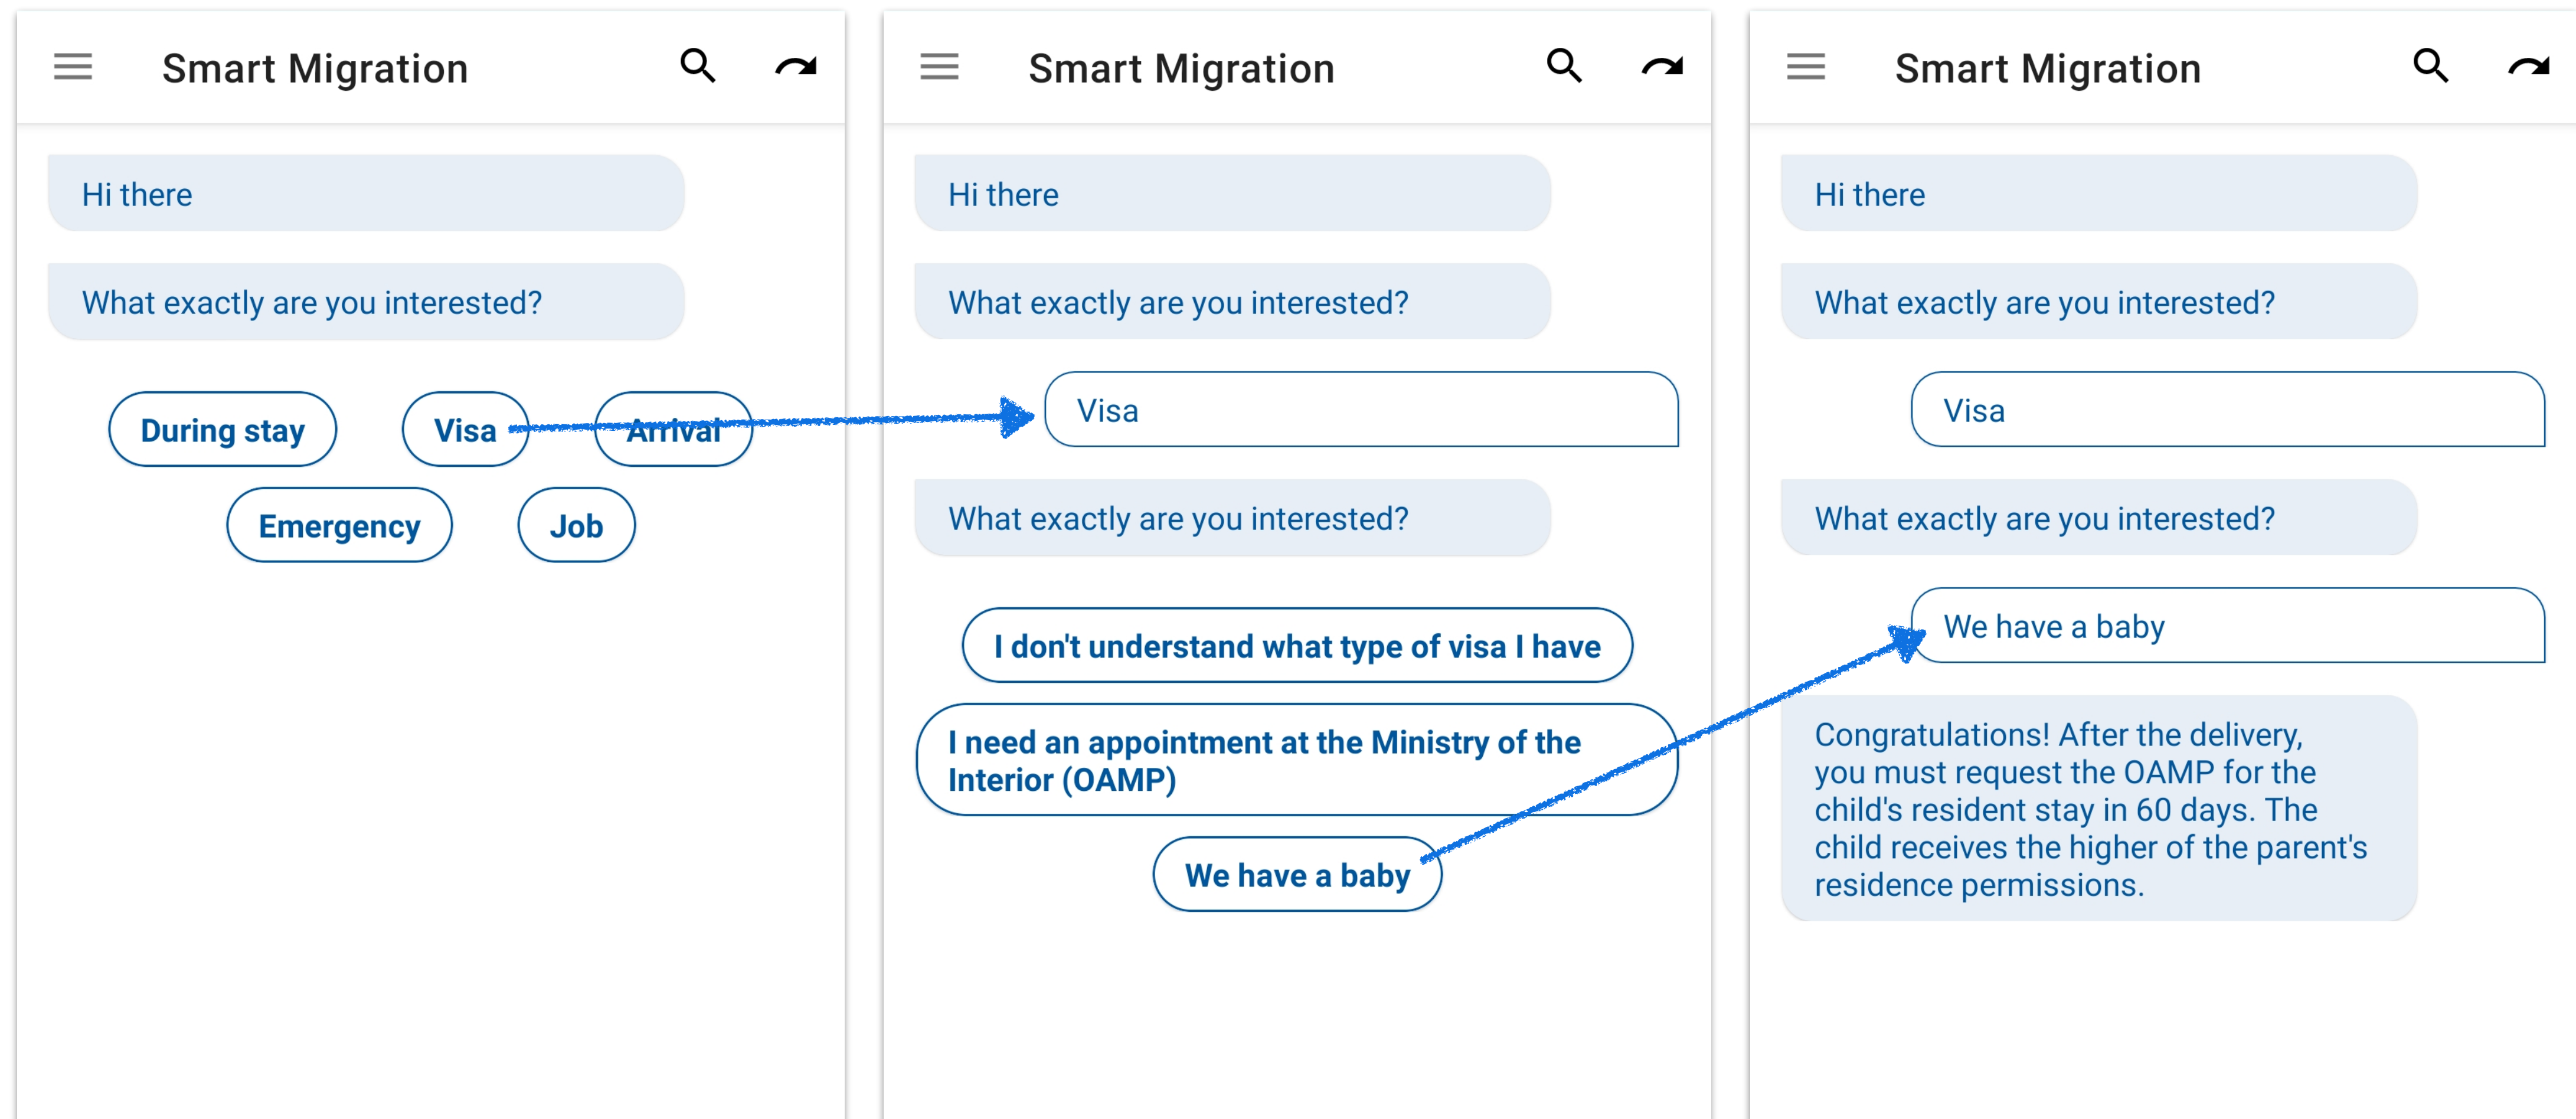 Smart Migration
Hi there
What exactly are you interested?
During stay
Visa
Arrival
Emergency
Job
Smart Migration
Hi there
What exactly are you interested?
Visa
What exactly are you interested?
I don't understand what type of visa I have
I need an appointment at the Ministry of the
Interior (OAMP)
We have a baby
Smart Migration
Hi there
What exactly are you interested?
Visa
What exactly are you interested?
We have a baby
Congratulations! After the delivery,
you must request the OAMP for the
child's resident stay in 60 days. The
child receives the higher of the parent's
residence permissions.